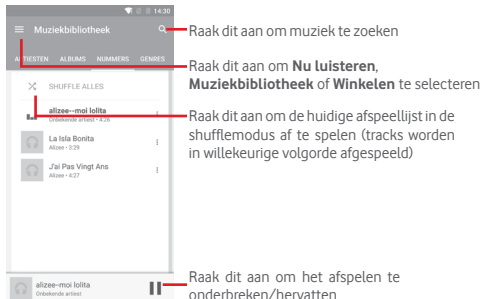 14:30
Muziekbibliotheek
Raak dit aan om muziek te zoeken
ARTIESTEN ALBUMS NUMMERS GENRES
Raak dit aan om Nu luisteren,
Muziekbibliotheek of Winkelen te selecteren
SHUFFLE ALLES
alizee--moi lolita
Onbekende artiest • 4:26
La Isla Bonita
Alizee • 3:29
J'ai Pas Vingt Ans
Alizee • 4:27
Raak dit aan om de huidige afspeellijst in de
shufflemodus af te spelen (tracks worden
in willekeurige volgorde afgespeeld)
alizee--moi lolita
Onbekende artiest
Raak dit aan om het afspelen te
onderbreken/hervatten